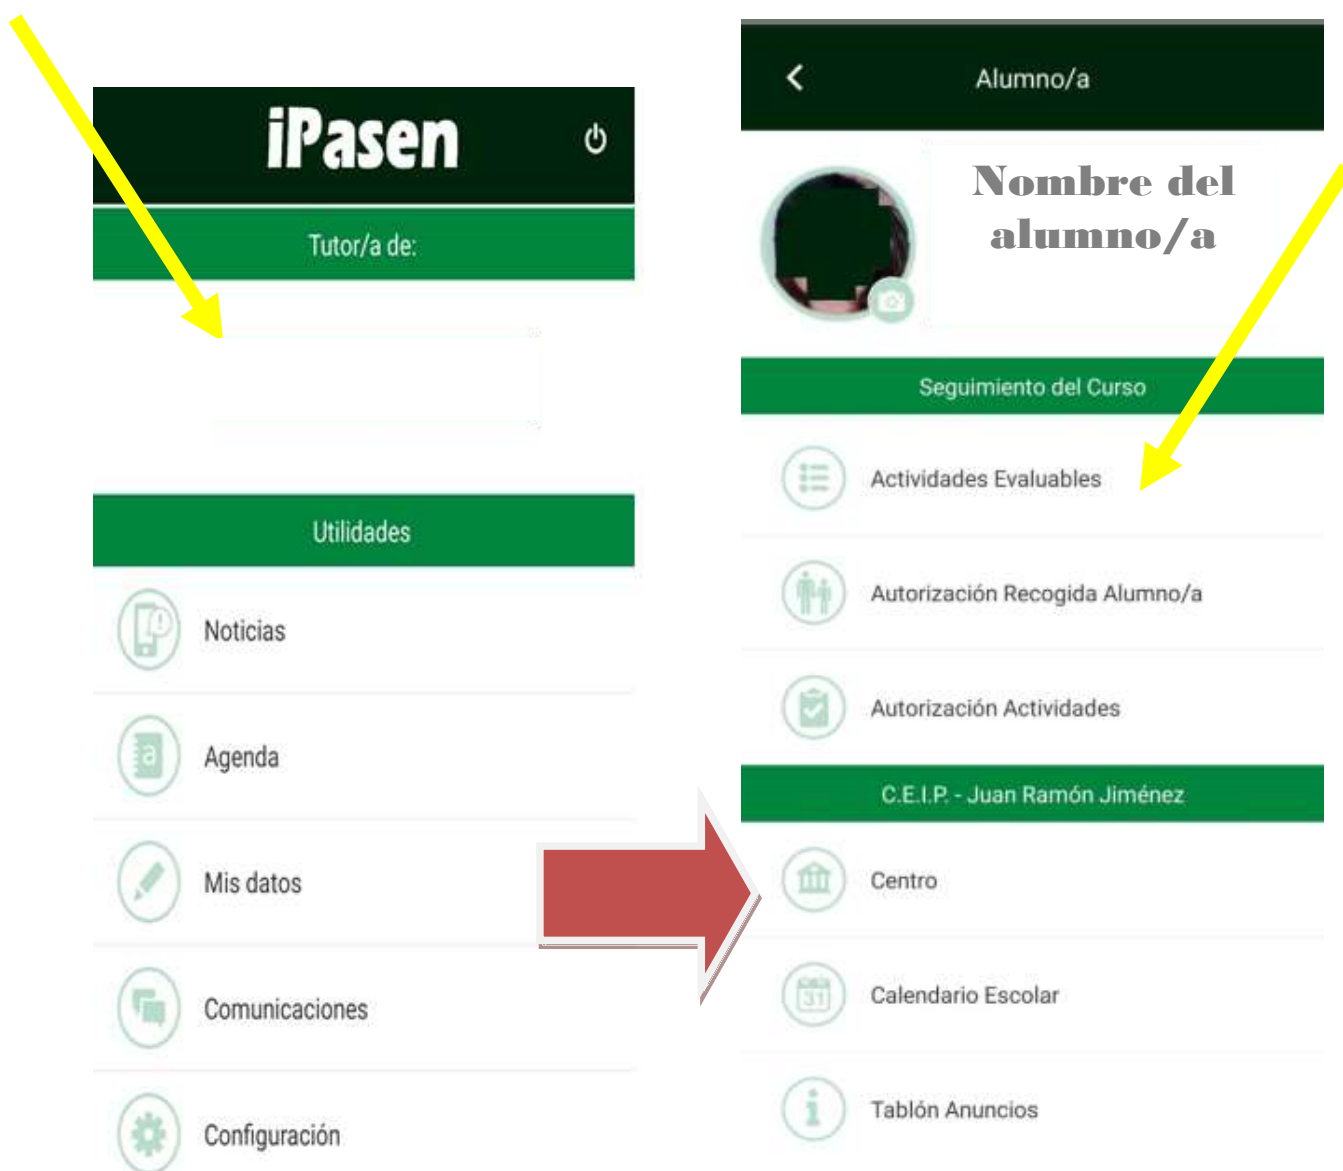 iPasen
Tutor/a de:
Utilidades
Noticias
Agenda
Mis datos
Comunicaciones
Configuración
Alumno/a
Nombre del
alumno/a
Seguimiento del Curso
Actividades Evaluables
Autorización Recogida Alumno/a
Autorización Actividades
C.E.I.P. - Juan Ramón Jiménez
Centro
31
Calendario Escolar
Tablón Anuncios